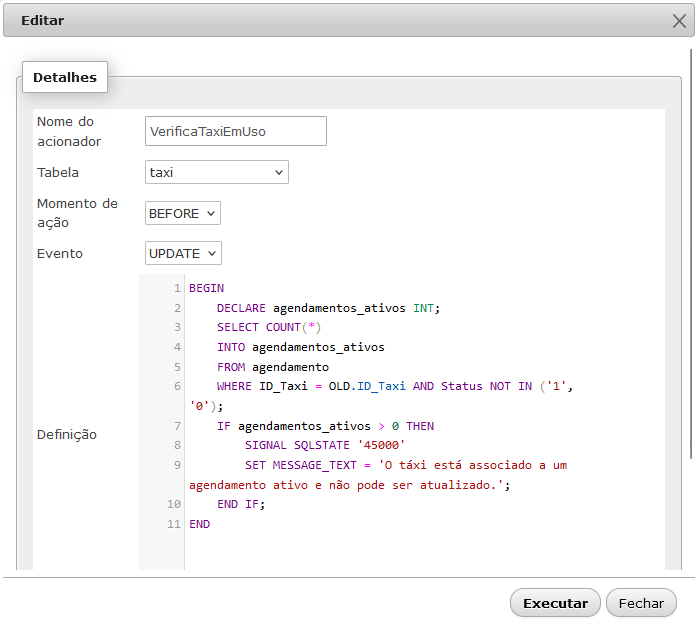 Editar
Detalhes
Nome do
acionador
VerificaTaxiEmUso
Tabela
taxi
Momento de
ação
BEFORE
Evento
UPDATE
Definição
1 BEGIN
2 DECLARE agendamentos_ativos INT;
3 SELECT COUNT(*)
4 INTO agendamentos_ativos
5 FROM agendamento
6 WHERE ID_Taxi = OLD.ID_Taxi AND Status NOT IN ('1',
'0');
7 IF agendamentos_ativos > 0 THEN
8 SIGNAL SQLSTATE '45000'
9 SET MESSAGE_TEXT = 'O táxi está associado a um
agendamento ativo e não pode ser atualizado.';
10 END IF;
11 END
Executar
Fechar